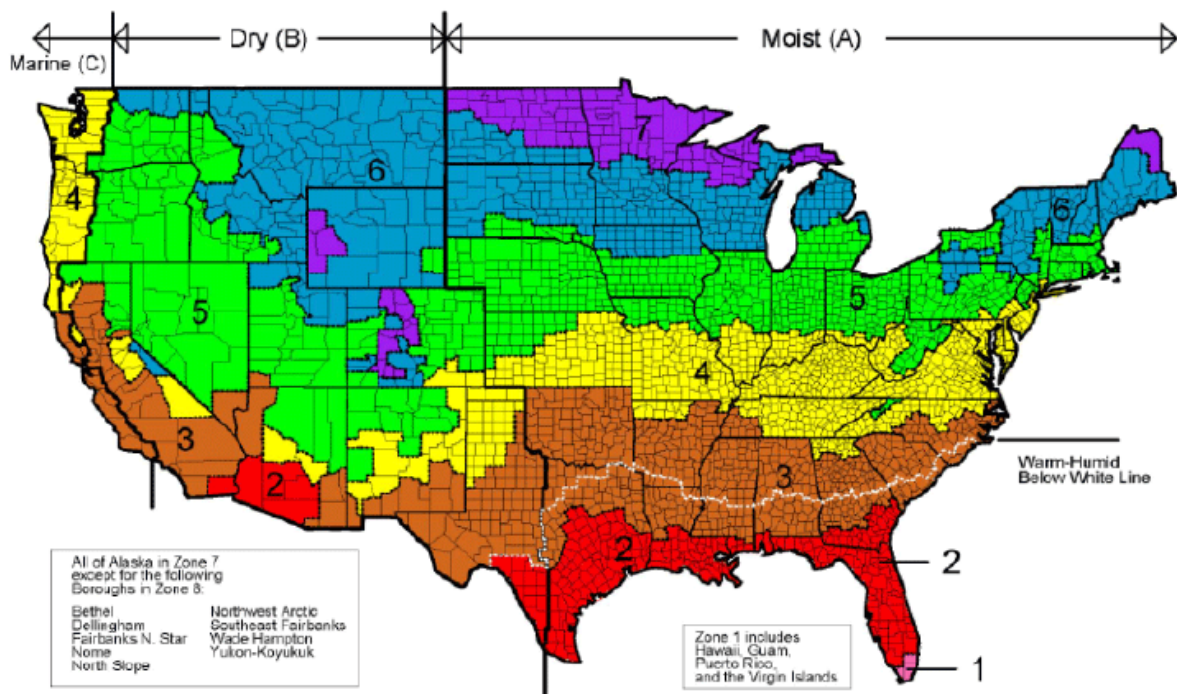 Dry (B)
Moist (A)
Marine (C)
7
6
4
6
5
5
4
3
3
2
2
2
1
Warm-Humid
Below White Line
All of Alaska in Zone 7
except for the following
Boroughs in Zone 8:
Bethel
Dellingham
Fairbanks N. Star
Nome
North Slope
Northwest Arctic
Southeast Fairbanks
Wade Hampton
Yukon-Koyukuk
Zone 1 includes
Hawaii, Guam,
Puerto Rico,
and the Virgin Islands